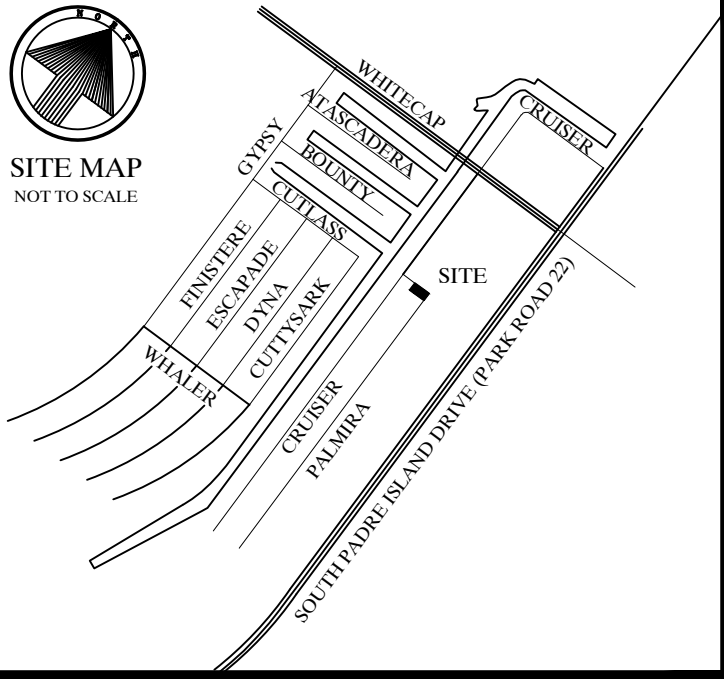 NORTH
SITE MAP
NOT TO SCALE
WHITECAP
ATASCADERA
GYPSY
BOUNTY
CUTLASS
CRUISER
FINISTERE
ESCAPADE
DYNA
CUTTYSARK
WHALER
SITE
CRUISER
PALMIRA
SOUTH PADRE ISLAND DRIVE (PARK ROAD 22)